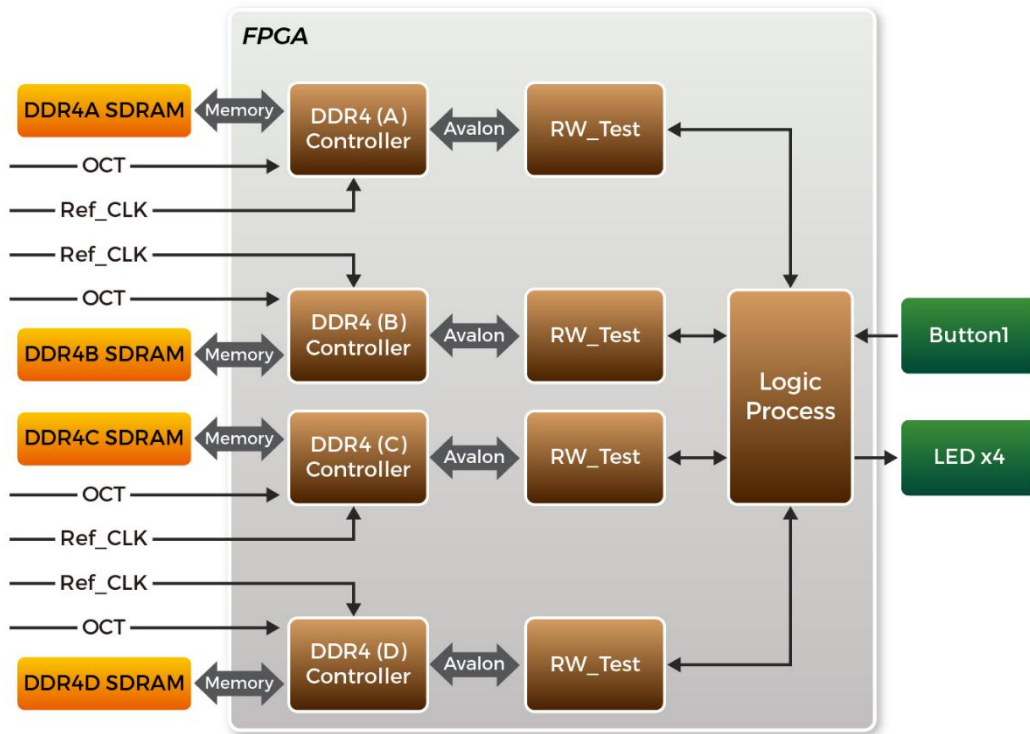 FPGA
DDR4A SDRAM
Memory
DDR4 (A)
Controller
Avalon
RW_Test
OCT
Ref_CLK
Ref_CLK
OCT
DDR4 (B)
Controller
Avalon
RW_Test
DDR4B SDRAM
Memory
Button1
Logic
Process
DDR4C SDRAM
Memory
DDR4 (C)
Controller
Avalon
RW_Test
LED x4
OCT
Ref_CLK
Ref_CLK
OCT
DDR4 (D)
Controller
Avalon
RW_Test
DDR4D SDRAM
Memory